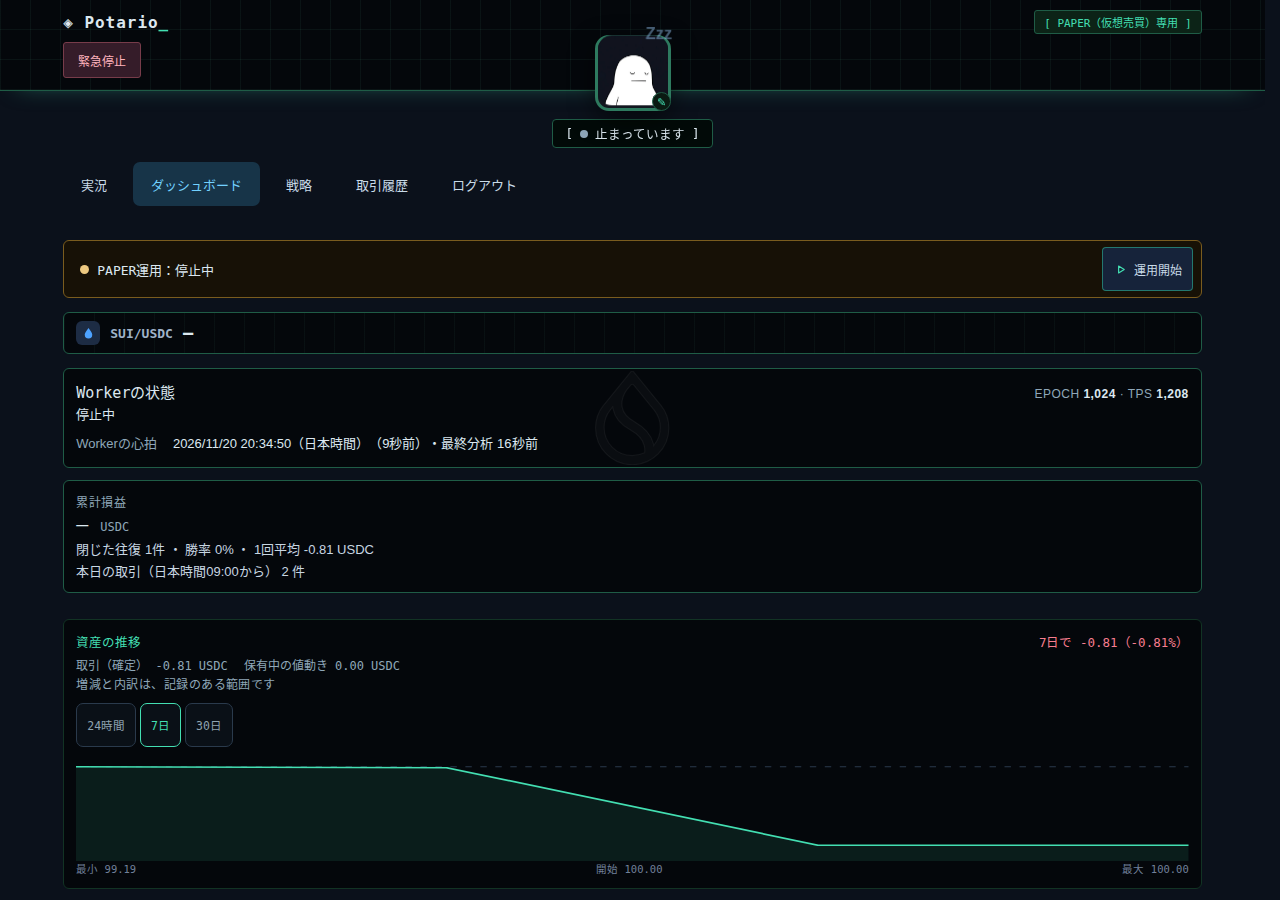 ◈ Potario_
[ PAPER（仮想売買）専用 ]
緊急停止
Zzz
[ ● 止まっています ]
実況
ダッシュボード
戦略
取引履歴
ログアウト
PAPER運用：停止中
運用開始
SUI/USDC —
Workerの状態
EPOCH 1,024 · TPS 1,208
停止中
Workerの心拍 2026/11/20 20:34:50（日本時間）（9秒前）・最終分析 16秒前
累計損益
— USDC
閉じた往復 1件 ・ 勝率 0% ・ 1回平均 -0.81 USDC
本日の取引（日本時間09:00から） 2 件
資産の推移
7日で -0.81（-0.81%）
取引（確定） -0.81 USDC 保有中の値動き 0.00 USDC
増減と内訳は、記録のある範囲です
24時間
7日
30日
最小 99.19
開始 100.00
最大 100.00